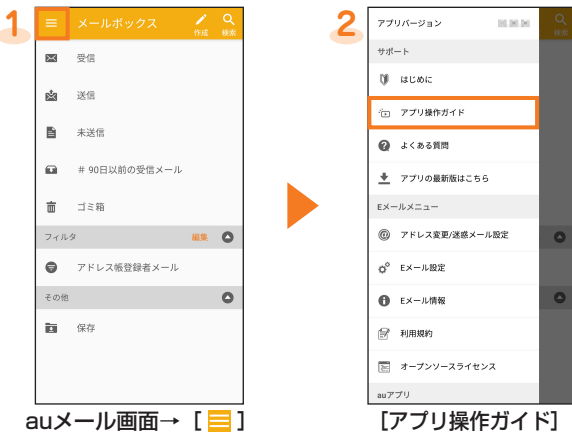 1
メールボックス
作成
検索
受信
送信
未送信
# 90日以前の受信メール
ゴミ箱
フィルタ 編集
アドレス帳登録者メール
その他
保存
auメール画面→［ ］
2
アプリバージョン
検索
サポート
はじめに
アプリ操作ガイド
よくある質問
アプリの最新版はこちら
Eメールメニュー
アドレス変更/迷惑メール設定
Eメール設定
Eメール情報
利用規約
オープンソースライセンス
auアプリ
[アプリ操作ガイド]